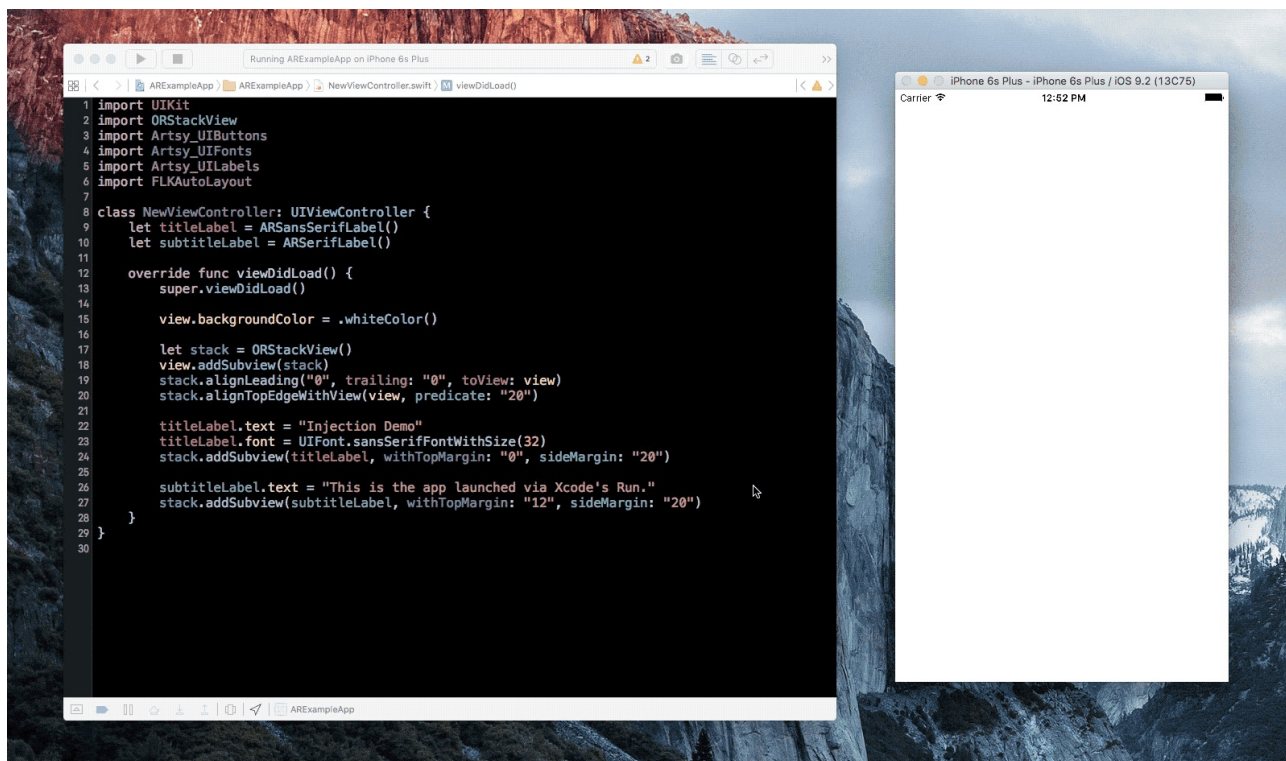 Running ARExampleApp on iPhone 6s Plus
2
ARExampleApp
ARExampleApp
NewViewController.swift
M viewDidLoad()
1 import UIKit
2 import ORStackView
3 import Artsy_UIButtons
4 import Artsy_UIFonts
5 import Artsy_UILabels
6 import FLKAutoLayout
7
8 class NewViewController: UIViewController {
9 let titleLabel = ARSansSerifLabel()
10 let subtitleLabel = ARSerifLabel()
11
12 override func viewDidLoad() {
13 super.viewDidLoad()
14
15 view.backgroundColor = .whiteColor()
16
17 let stack = ORStackView()
18 view.addSubview(stack)
19 stack.alignLeading("0", trailing: "0", toView: view)
20 stack.alignTopEdgeWithView(view, predicate: "20")
21
22 titleLabel.text = "Injection Demo"
23 titleLabel.font = UIFont.sansSerifFontWithSize(32)
24 stack.addSubview(titleLabel, withTopMargin: "0", sideMargin: "20")
25
26 subtitleLabel.text = "This is the app launched via Xcode's Run."
27 stack.addSubview(subtitleLabel, withTopMargin: "12", sideMargin: "20")
28 }
29 }
30
ARExampleApp
iPhone 6s Plus - iPhone 6s Plus / iOS 9.2 (13C75)
Carrier 12:52 PM